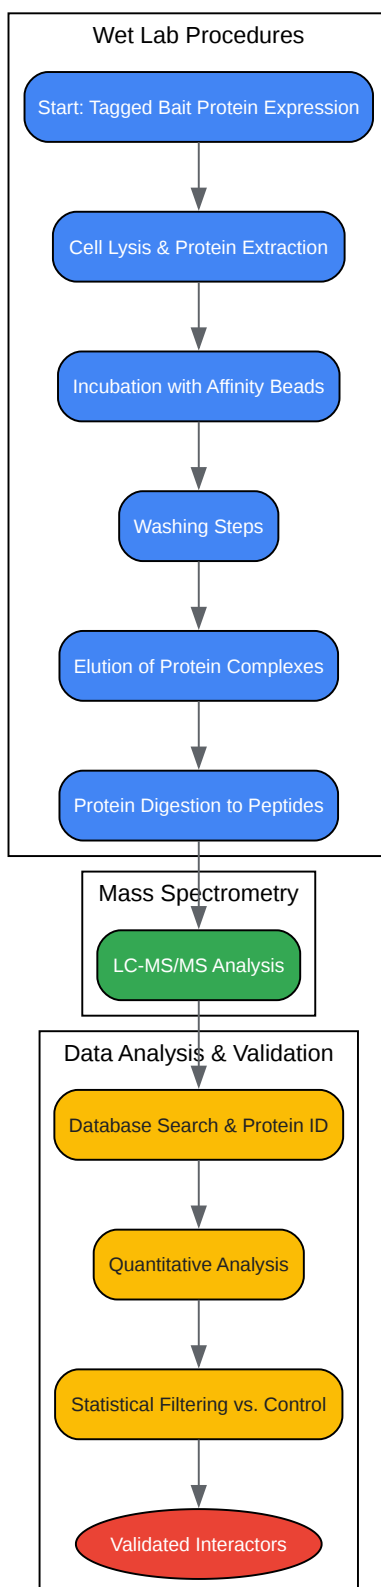 Wet Lab Procedures
Start: Tagged Bait Protein Expression
Cell Lysis & Protein Extraction
Incubation with Affinity Beads
Washing Steps
Elution of Protein Complexes
Protein Digestion to Peptides
Mass Spectrometry
LC-MS/MS Analysis
Data Analysis & Validation
Database Search & Protein ID
Quantitative Analysis
Statistical Filtering vs. Control
Validated Interactors